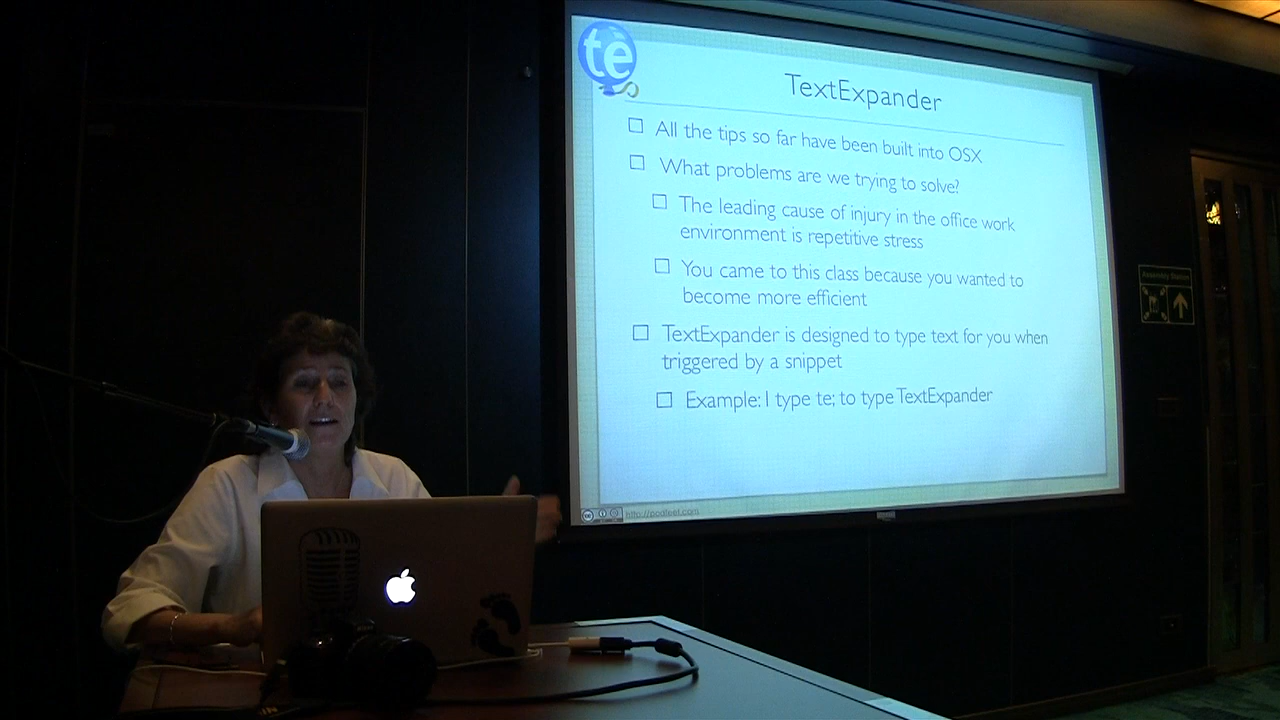 te
TextExpander
All the tips so far have been built into OSX
What problems are we trying to solve?
The leading cause of injury in the office work
environment is repetitive stress
You came to this class because you wanted to
become more efficient
TextExpander is designed to type text for you when
triggered by a snippet
Example: I type te; to type TextExpander
http://podfeet.com
Assembly Station